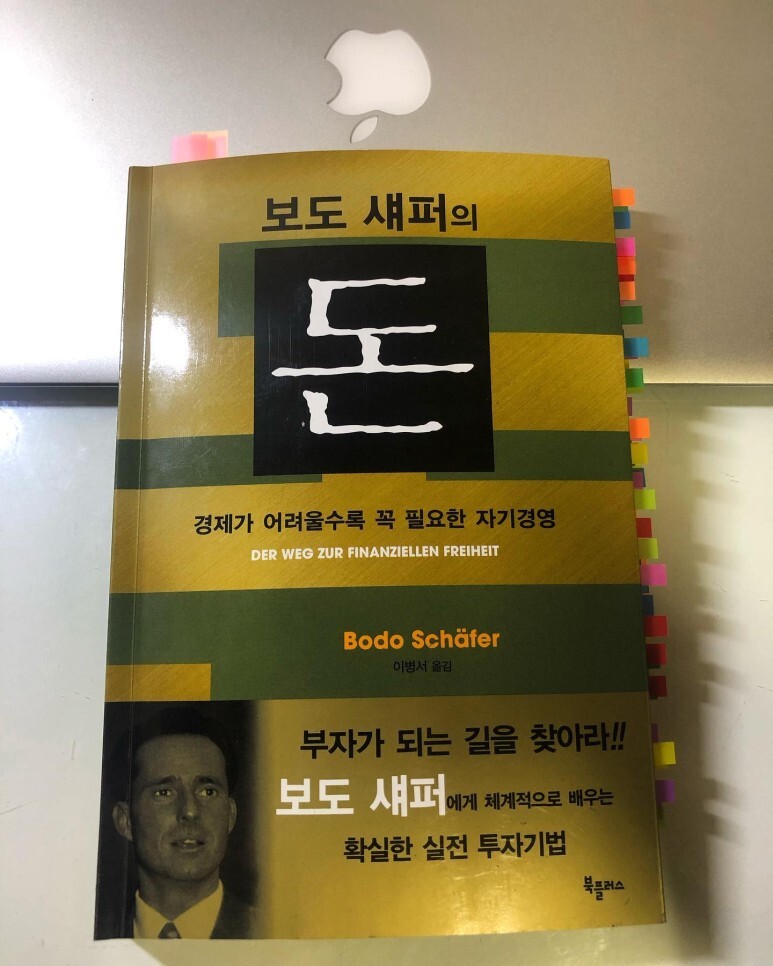 보도 섀퍼의
돈
경제가 어려울수록 꼭 필요한 자기경영
DER WEG ZUR FINANZIELLEN FREIHEIT
Bodo Schäfer
이병서 옮김
부자가 되는 길을 찾아라!!
보도 섀퍼에게 체계적으로 배우는
확실한 실전 투자기법
북플러스